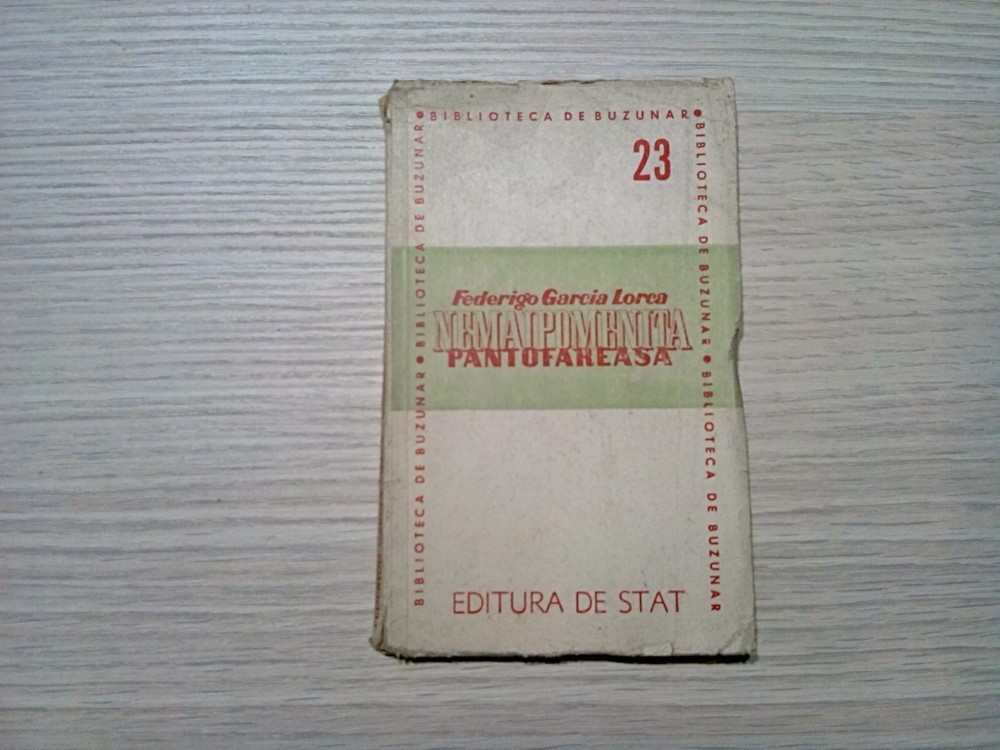 BIBLIOTECA DE BUZUNAR
23
Federigo Garcia Lorca
NEMAIPOMENITA
PANTOFAREASA
EDITURA DE STAT
BIBLIOTECA DE BUZUNAR • BIBLIOTECA DE BUZUNAR
BIBLIOTECA DE BUZUNAR • BIBLIOTECA DE BUZUNAR